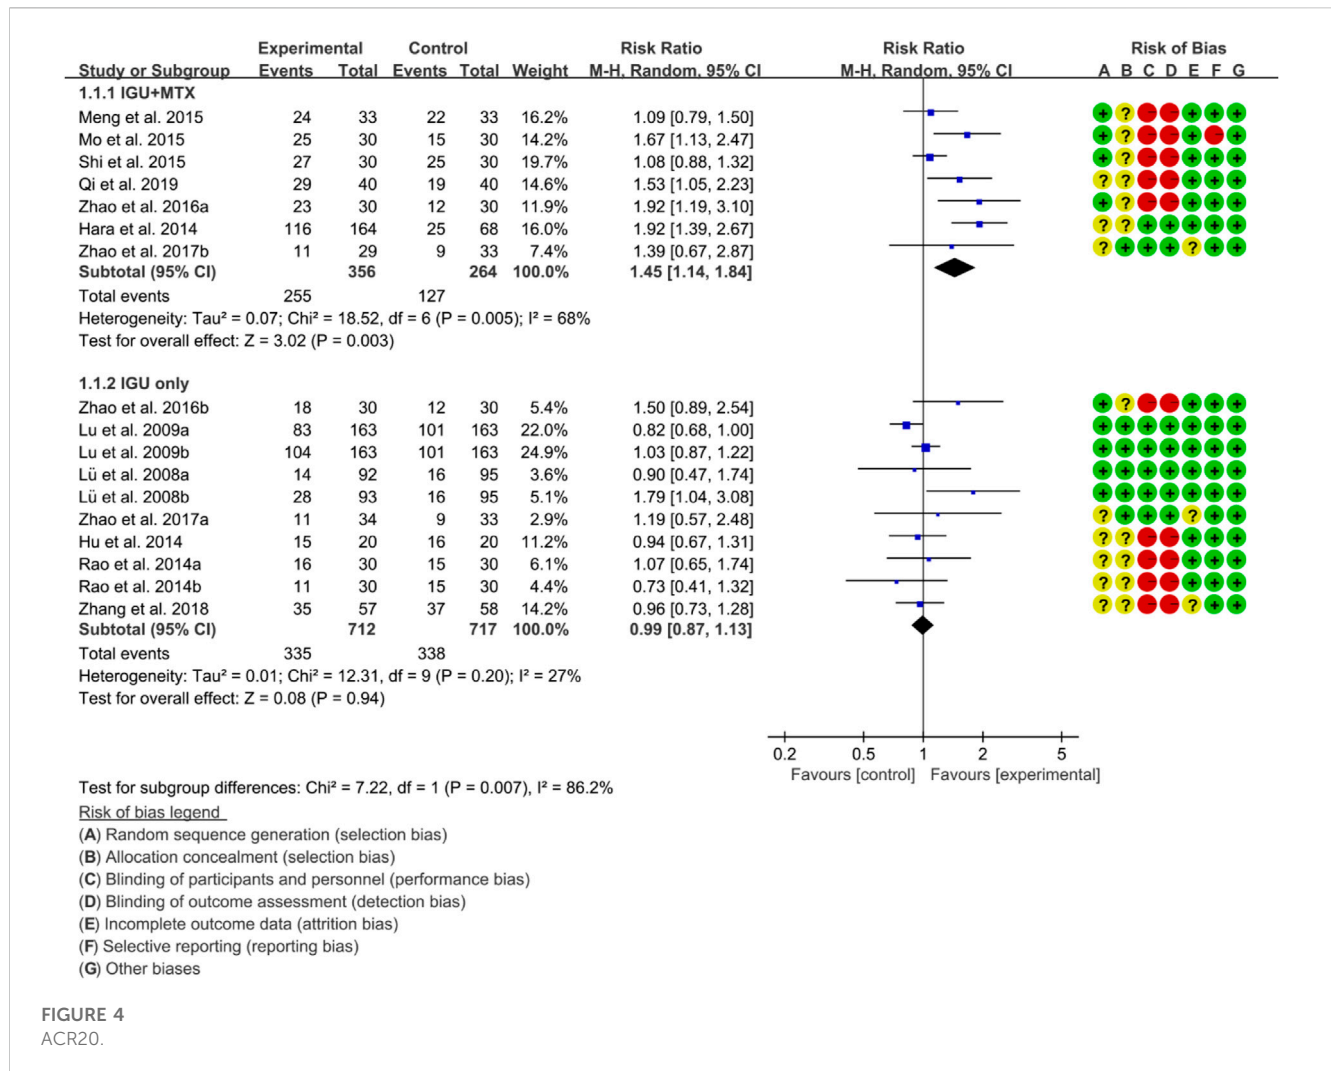 Experimental Control Risk Ratio Risk Ratio Risk of Bias
Study or Subgroup Events Total Events Total Weight M-H, Random, 95% CI M-H, Random, 95% CI A B C D E F G
1.1.1 IGU+MTX
Meng et al. 2015 24 33 22 33 16.2% 1.09 [0.79, 1.50] + ? - - + + +
Mo et al. 2015 25 30 15 30 14.2% 1.67 [1.13, 2.47] + ? - - + - +
Shi et al. 2015 27 30 25 30 19.7% 1.08 [0.88, 1.32] + ? - - + + +
Qi et al. 2019 29 40 19 40 14.6% 1.53 [1.05, 2.23] ? ? - - + + +
Zhao et al. 2016a 23 30 12 30 11.9% 1.92 [1.19, 3.10] + ? - - + + +
Hara et al. 2014 116 164 25 68 16.0% 1.92 [1.39, 2.67] ? ? + + + + +
Zhao et al. 2017b 11 29 9 33 7.4% 1.39 [0.67, 2.87] ? + + + ? + +
Subtotal (95% CI) 356 264 100.0% 1.45 [1.14, 1.84]
Total events 255 127
Heterogeneity: Tau² = 0.07; Chi² = 18.52, df = 6 (P = 0.005); I² = 68%
Test for overall effect: Z = 3.02 (P = 0.003)
1.1.2 IGU only
Zhao et al. 2016b 18 30 12 30 5.4% 1.50 [0.89, 2.54] + ? - - + + +
Lu et al. 2009a 83 163 101 163 22.0% 0.82 [0.68, 1.00] + + + + + + +
Lu et al. 2009b 104 163 101 163 24.9% 1.03 [0.87, 1.22] + + + + + + +
Lü et al. 2008a 14 92 16 95 3.6% 0.90 [0.47, 1.74] + + + + + + +
Lü et al. 2008b 28 93 16 95 5.1% 1.79 [1.04, 3.08] + + + + + + +
Zhao et al. 2017a 11 34 9 33 2.9% 1.19 [0.57, 2.48] ? + + + ? + +
Hu et al. 2014 15 20 16 20 11.2% 0.94 [0.67, 1.31] ? ? - - + + +
Rao et al. 2014a 16 30 15 30 6.1% 1.07 [0.65, 1.74] ? ? - - + + +
Rao et al. 2014b 11 30 15 30 4.4% 0.73 [0.41, 1.32] ? ? - - + + +
Zhang et al. 2018 35 57 37 58 14.2% 0.96 [0.73, 1.28] ? ? - - ? + +
Subtotal (95% CI) 712 717 100.0% 0.99 [0.87, 1.13]
Total events 335 338
Heterogeneity: Tau² = 0.01; Chi² = 12.31, df = 9 (P = 0.20); I² = 27%
Test for overall effect: Z = 0.08 (P = 0.94)
0.2 0.5 1 2 5
Favours [control] Favours [experimental]
Test for subgroup differences: Chi² = 7.22, df = 1 (P = 0.007), I² = 86.2%
Risk of bias legend
(A) Random sequence generation (selection bias)
(B) Allocation concealment (selection bias)
(C) Blinding of participants and personnel (performance bias)
(D) Blinding of outcome assessment (detection bias)
(E) Incomplete outcome data (attrition bias)
(F) Selective reporting (reporting bias)
(G) Other biases
FIGURE 4
ACR20.